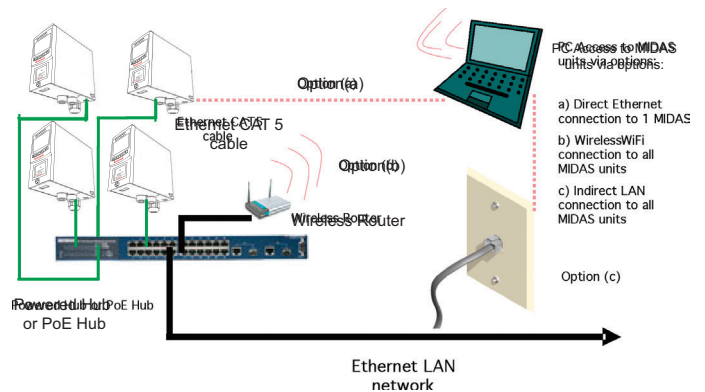 PC Access to MIDAS
units via options:
Option (a)
a) Direct Ethernet
connection to 1 MIDAS
Ethernet CAT 5
cable
b) WirelessWiFi
connection to all
MIDAS units
Option (b)
c) Indirect LAN
connection to all
MIDAS units
Wireless Router
Option (c)
Powered Hub
or PoE Hub
Ethernet LAN
network